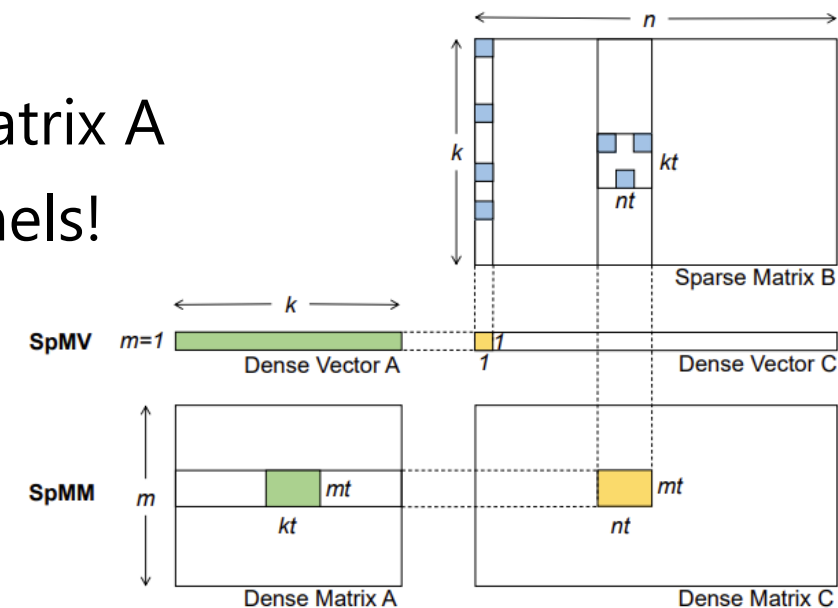 n
atrix A
k
kt
nels!
nt
Sparse Matrix B
k
SpMV m=1 1
Dense Vector A 1 Dense Vector C
SpMM m mt mt
kt nt
Dense Matrix A Dense Matrix C